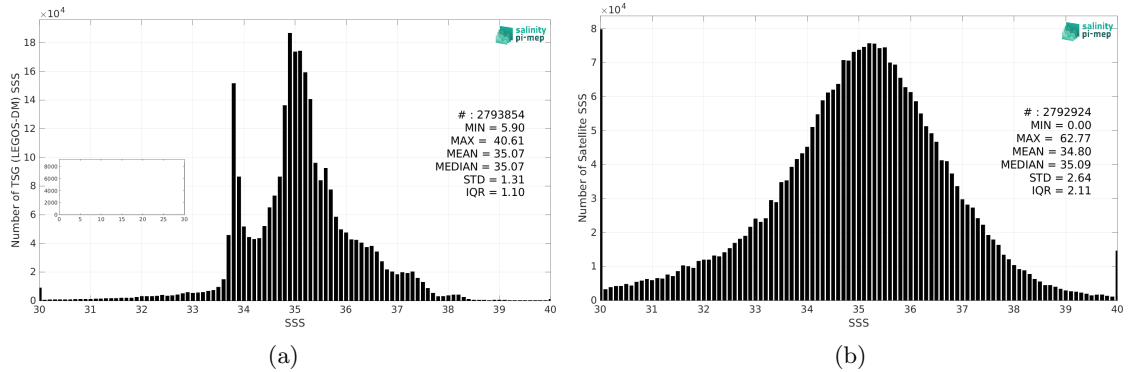 ×10⁴
salinity
pi-mep
Number of TSG (LEGOS-DM) SSS
18
16
14
12
10
8
6
4
2
0
# : 2793854
MIN = 5.90
MAX = 40.61
MEAN = 35.07
MEDIAN = 35.07
STD = 1.31
IQR = 1.10
8000
6000
4000
2000
0
0 5 10 15 20 25 30
30 31 32 33 34 35 36 37 38 39 40
SSS
(a)
×10⁴
salinity
pi-mep
Number of Satellite SSS
8
7
6
5
4
3
2
1
0
# : 2792924
MIN = 0.00
MAX = 62.77
MEAN = 34.80
MEDIAN = 35.09
STD = 2.64
IQR = 2.11
30 31 32 33 34 35 36 37 38 39 40
SSS
(b)